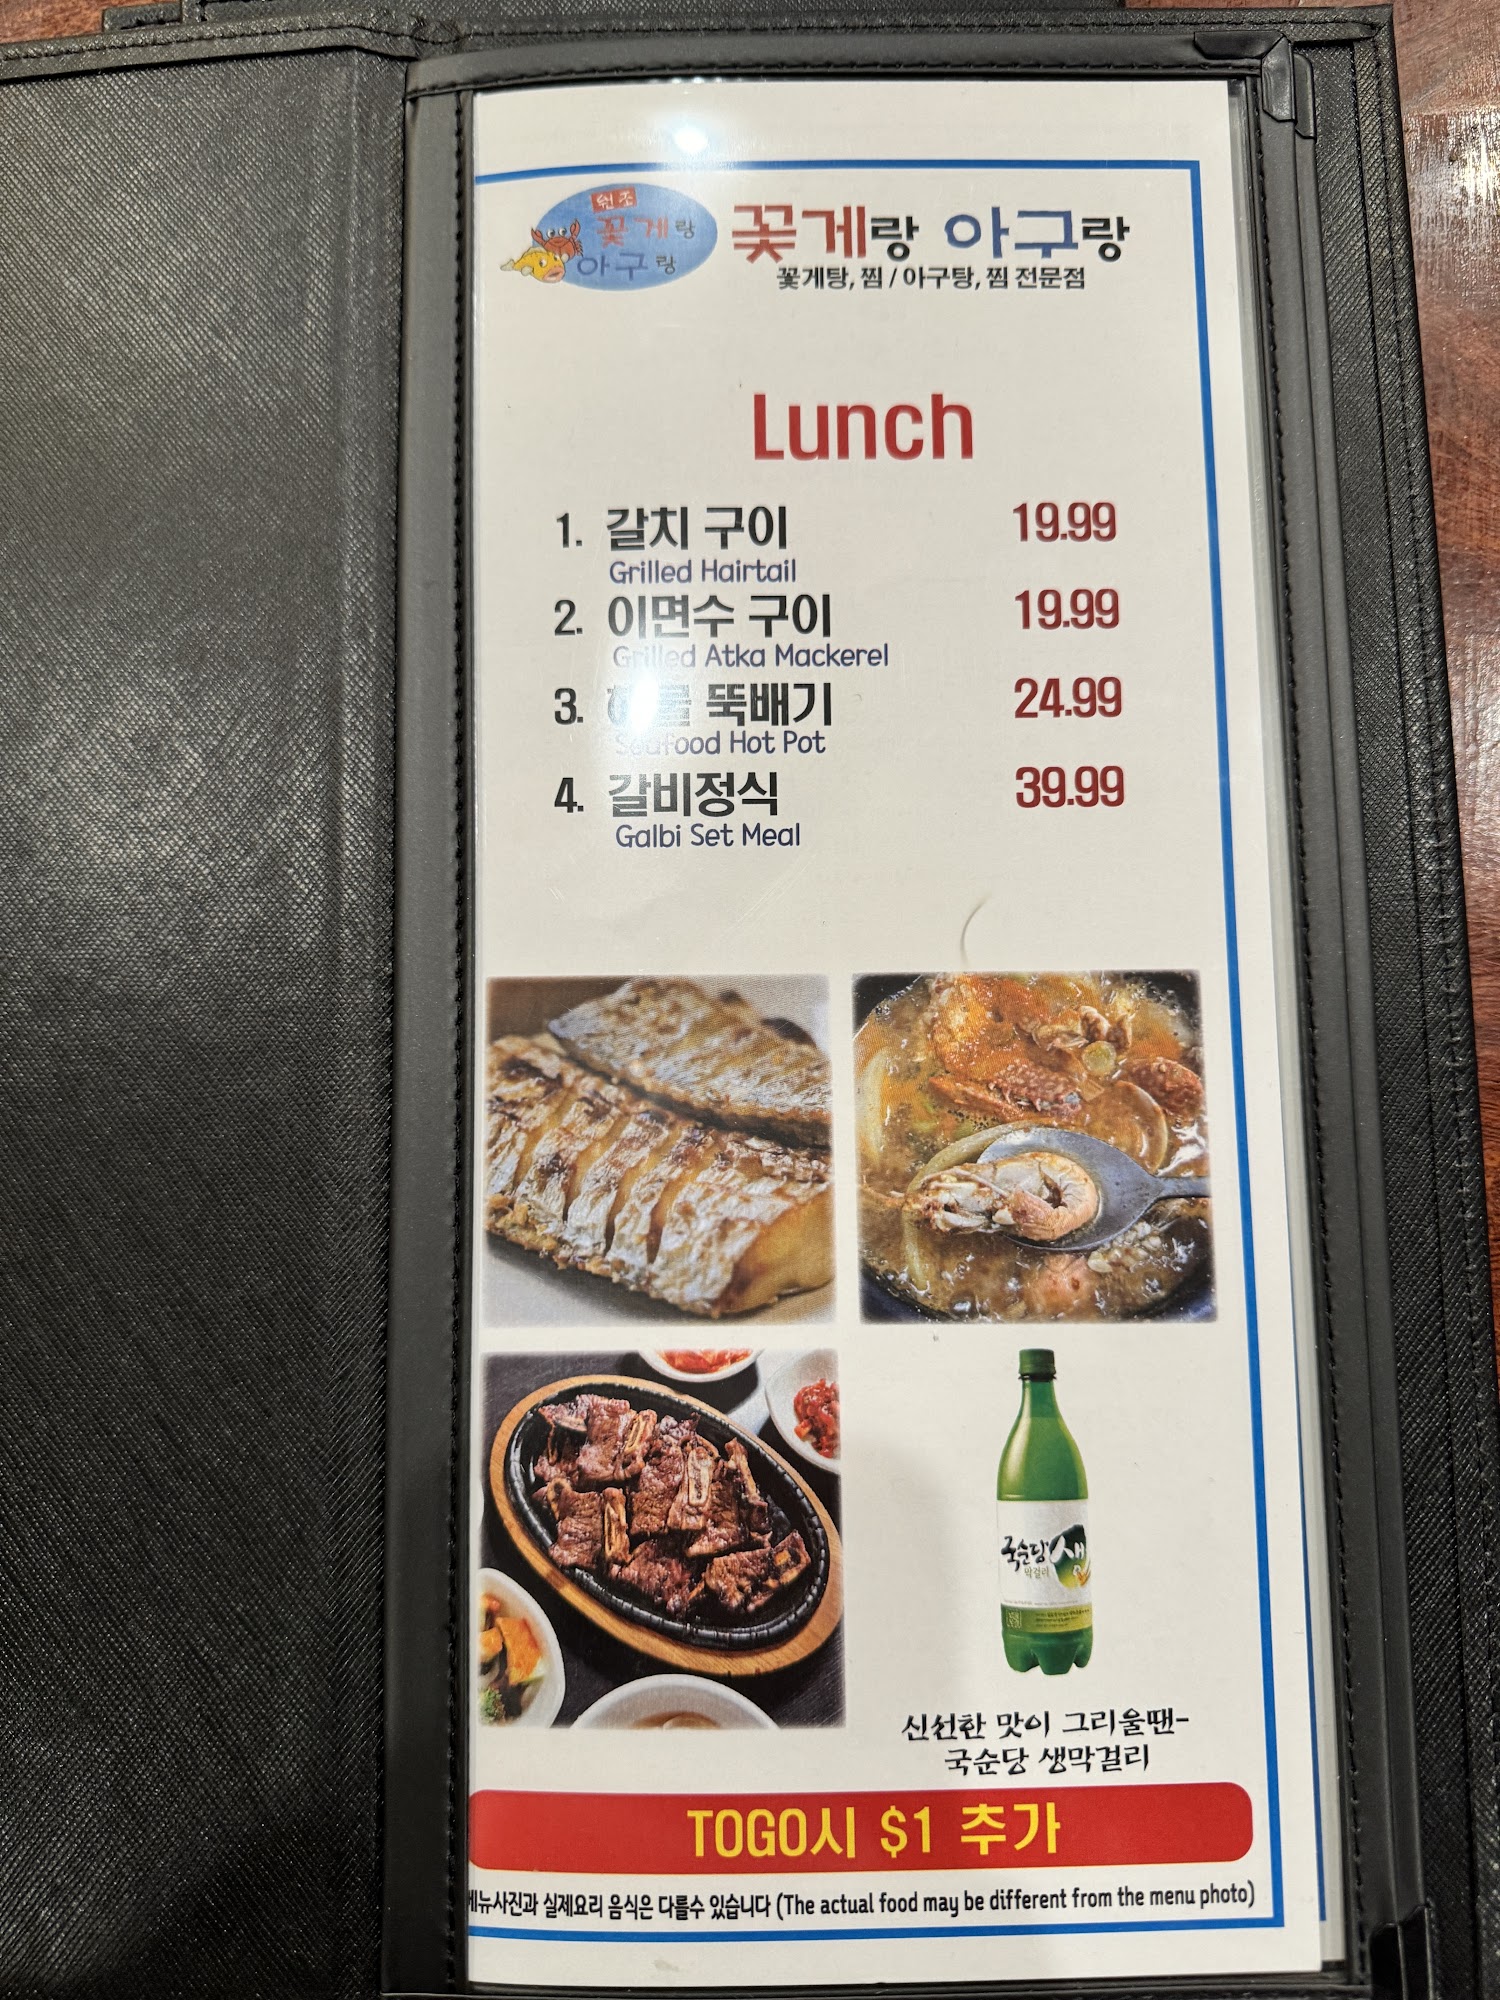 원조
꽃게랑
아구랑
꽃게랑 아구랑
꽃게탕, 찜 / 아구탕, 찜 전문점
Lunch
1. 갈치 구이 19.99
Grilled Hairtail
2. 이면수 구이 19.99
Grilled Atka Mackerel
3. 해물 뚝배기 24.99
Seafood Hot Pot
4. 갈비정식 39.99
Galbi Set Meal
국순당 생
막걸리
신선한 맛이 그리울땐-
국순당 생막걸리
TOGO시 $1 추가
메뉴사진과 실제요리 음식은 다를수 있습니다 (The actual food may be different from the menu photo)